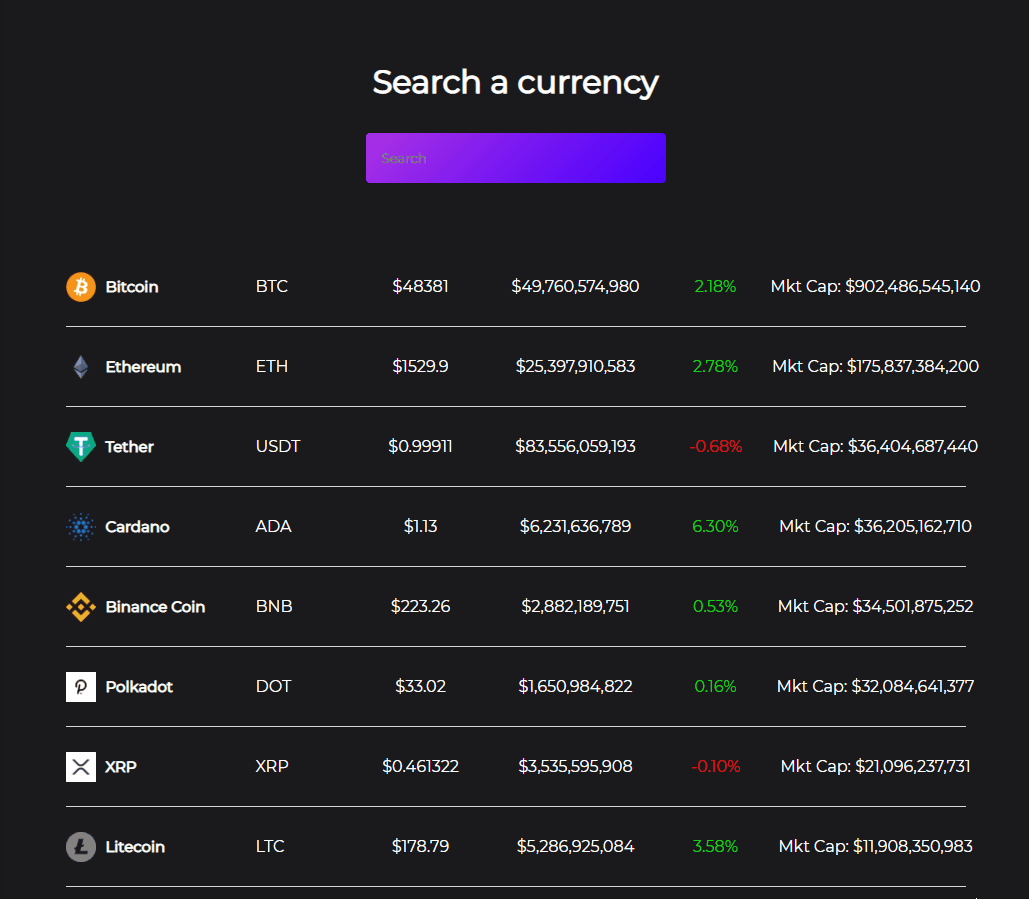 Search a currency
Search
Bitcoin BTC $48381 $49,760,574,980 2.18% Mkt Cap: $902,486,545,140
Ethereum ETH $1529.9 $25,397,910,583 2.78% Mkt Cap: $175,837,384,200
Tether USDT $0.99911 $83,556,059,193 -0.68% Mkt Cap: $36,404,687,440
Cardano ADA $1.13 $6,231,636,789 6.30% Mkt Cap: $36,205,162,710
Binance Coin BNB $223.26 $2,882,189,751 0.53% Mkt Cap: $34,501,875,252
Polkadot DOT $33.02 $1,650,984,822 0.16% Mkt Cap: $32,084,641,377
XRP XRP $0.461322 $3,535,595,908 -0.10% Mkt Cap: $21,096,237,731
Litecoin LTC $178.79 $5,286,925,084 3.58% Mkt Cap: $11,908,350,983